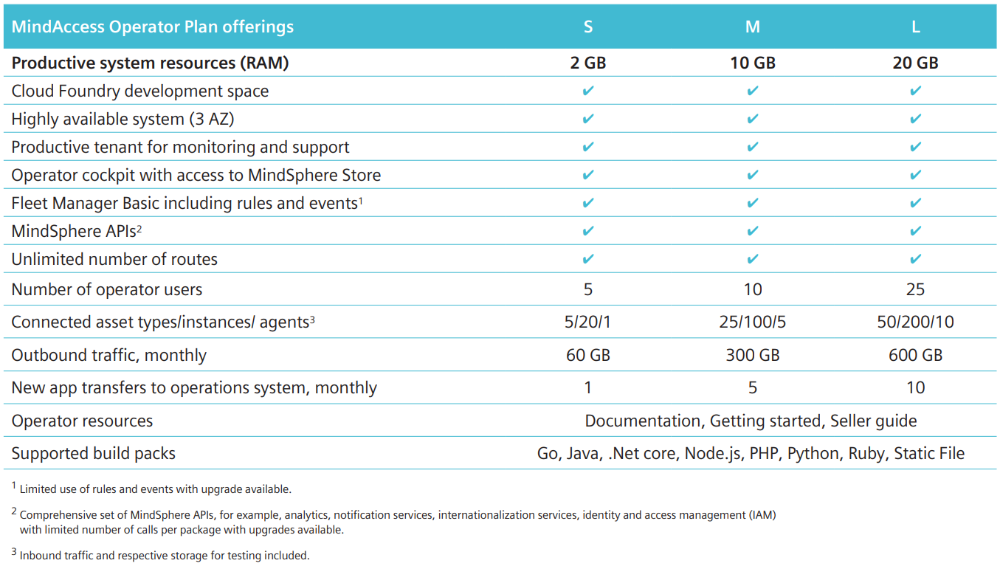 MindAccess Operator Plan offerings S M L
Productive system resources (RAM) 2 GB 10 GB 20 GB
Cloud Foundry development space ✔ ✔ ✔
Highly available system (3 AZ) ✔ ✔ ✔
Productive tenant for monitoring and support ✔ ✔ ✔
Operator cockpit with access to MindSphere Store ✔ ✔ ✔
Fleet Manager Basic including rules and events¹ ✔ ✔ ✔
MindSphere APIs² ✔ ✔ ✔
Unlimited number of routes ✔ ✔ ✔
Number of operator users 5 10 25
Connected asset types/instances/ agents³ 5/20/1 25/100/5 50/200/10
Outbound traffic, monthly 60 GB 300 GB 600 GB
New app transfers to operations system, monthly 1 5 10
Operator resources Documentation, Getting started, Seller guide
Supported build packs Go, Java, .Net core, Node.js, PHP, Python, Ruby, Static File
¹ Limited use of rules and events with upgrade available.
² Comprehensive set of MindSphere APIs, for example, analytics, notification services, internationalization services, identity and access management (IAM)
with limited number of calls per package with upgrades available.
³ Inbound traffic and respective storage for testing included.